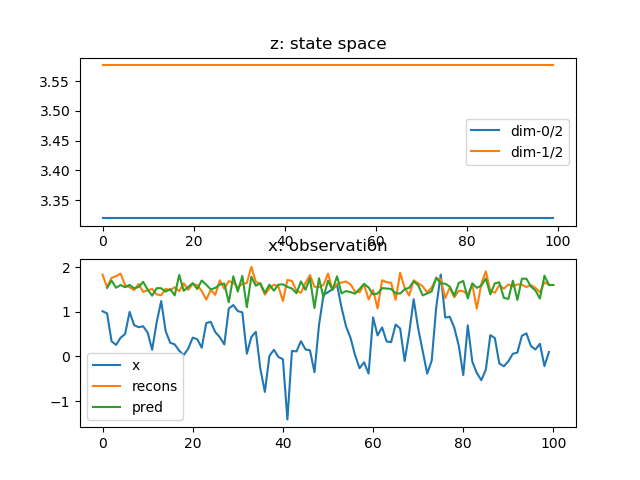 z: state space
3.55
3.50
3.45
3.40
3.35
dim-0/2
dim-1/2
0 20 40 60 80 100
x: observation
2
1
0
−1
x
recons
pred
0 20 40 60 80 100